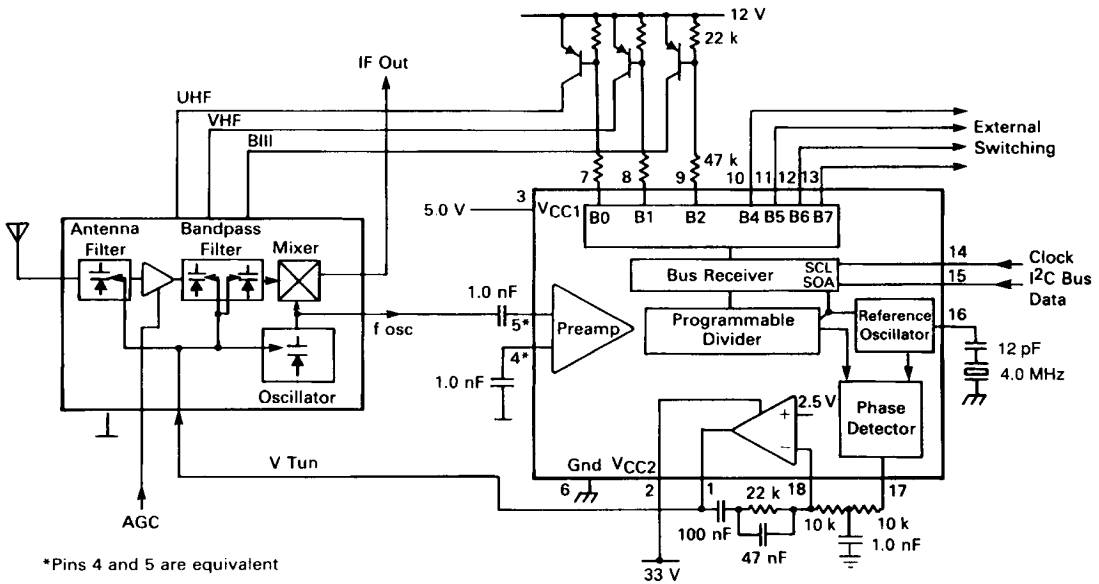 12 V
22 k
IF Out
UHF
VHF
BIII
External
Switching
47 k
7
8
9
10
11
12
13
3
5.0 V
VCC1
B0
B1
B2
B4
B5
B6
B7
Antenna
Filter
Bandpass
Filter
Mixer
14
Clock
Bus Receiver
SCL
SOA
15
I2C Bus
Data
1.0 nF
f osc
5*
Preamp
4*
Programmable
Divider
Reference
Oscillator
16
12 pF
4.0 MHz
1.0 nF
Oscillator
2.5 V
+
−
Phase
Detector
V Tun
Gnd
VCC2
6
2
1
18
17
22 k
100 nF
47 nF
10 k
10 k
1.0 nF
AGC
33 V
*Pins 4 and 5 are equivalent